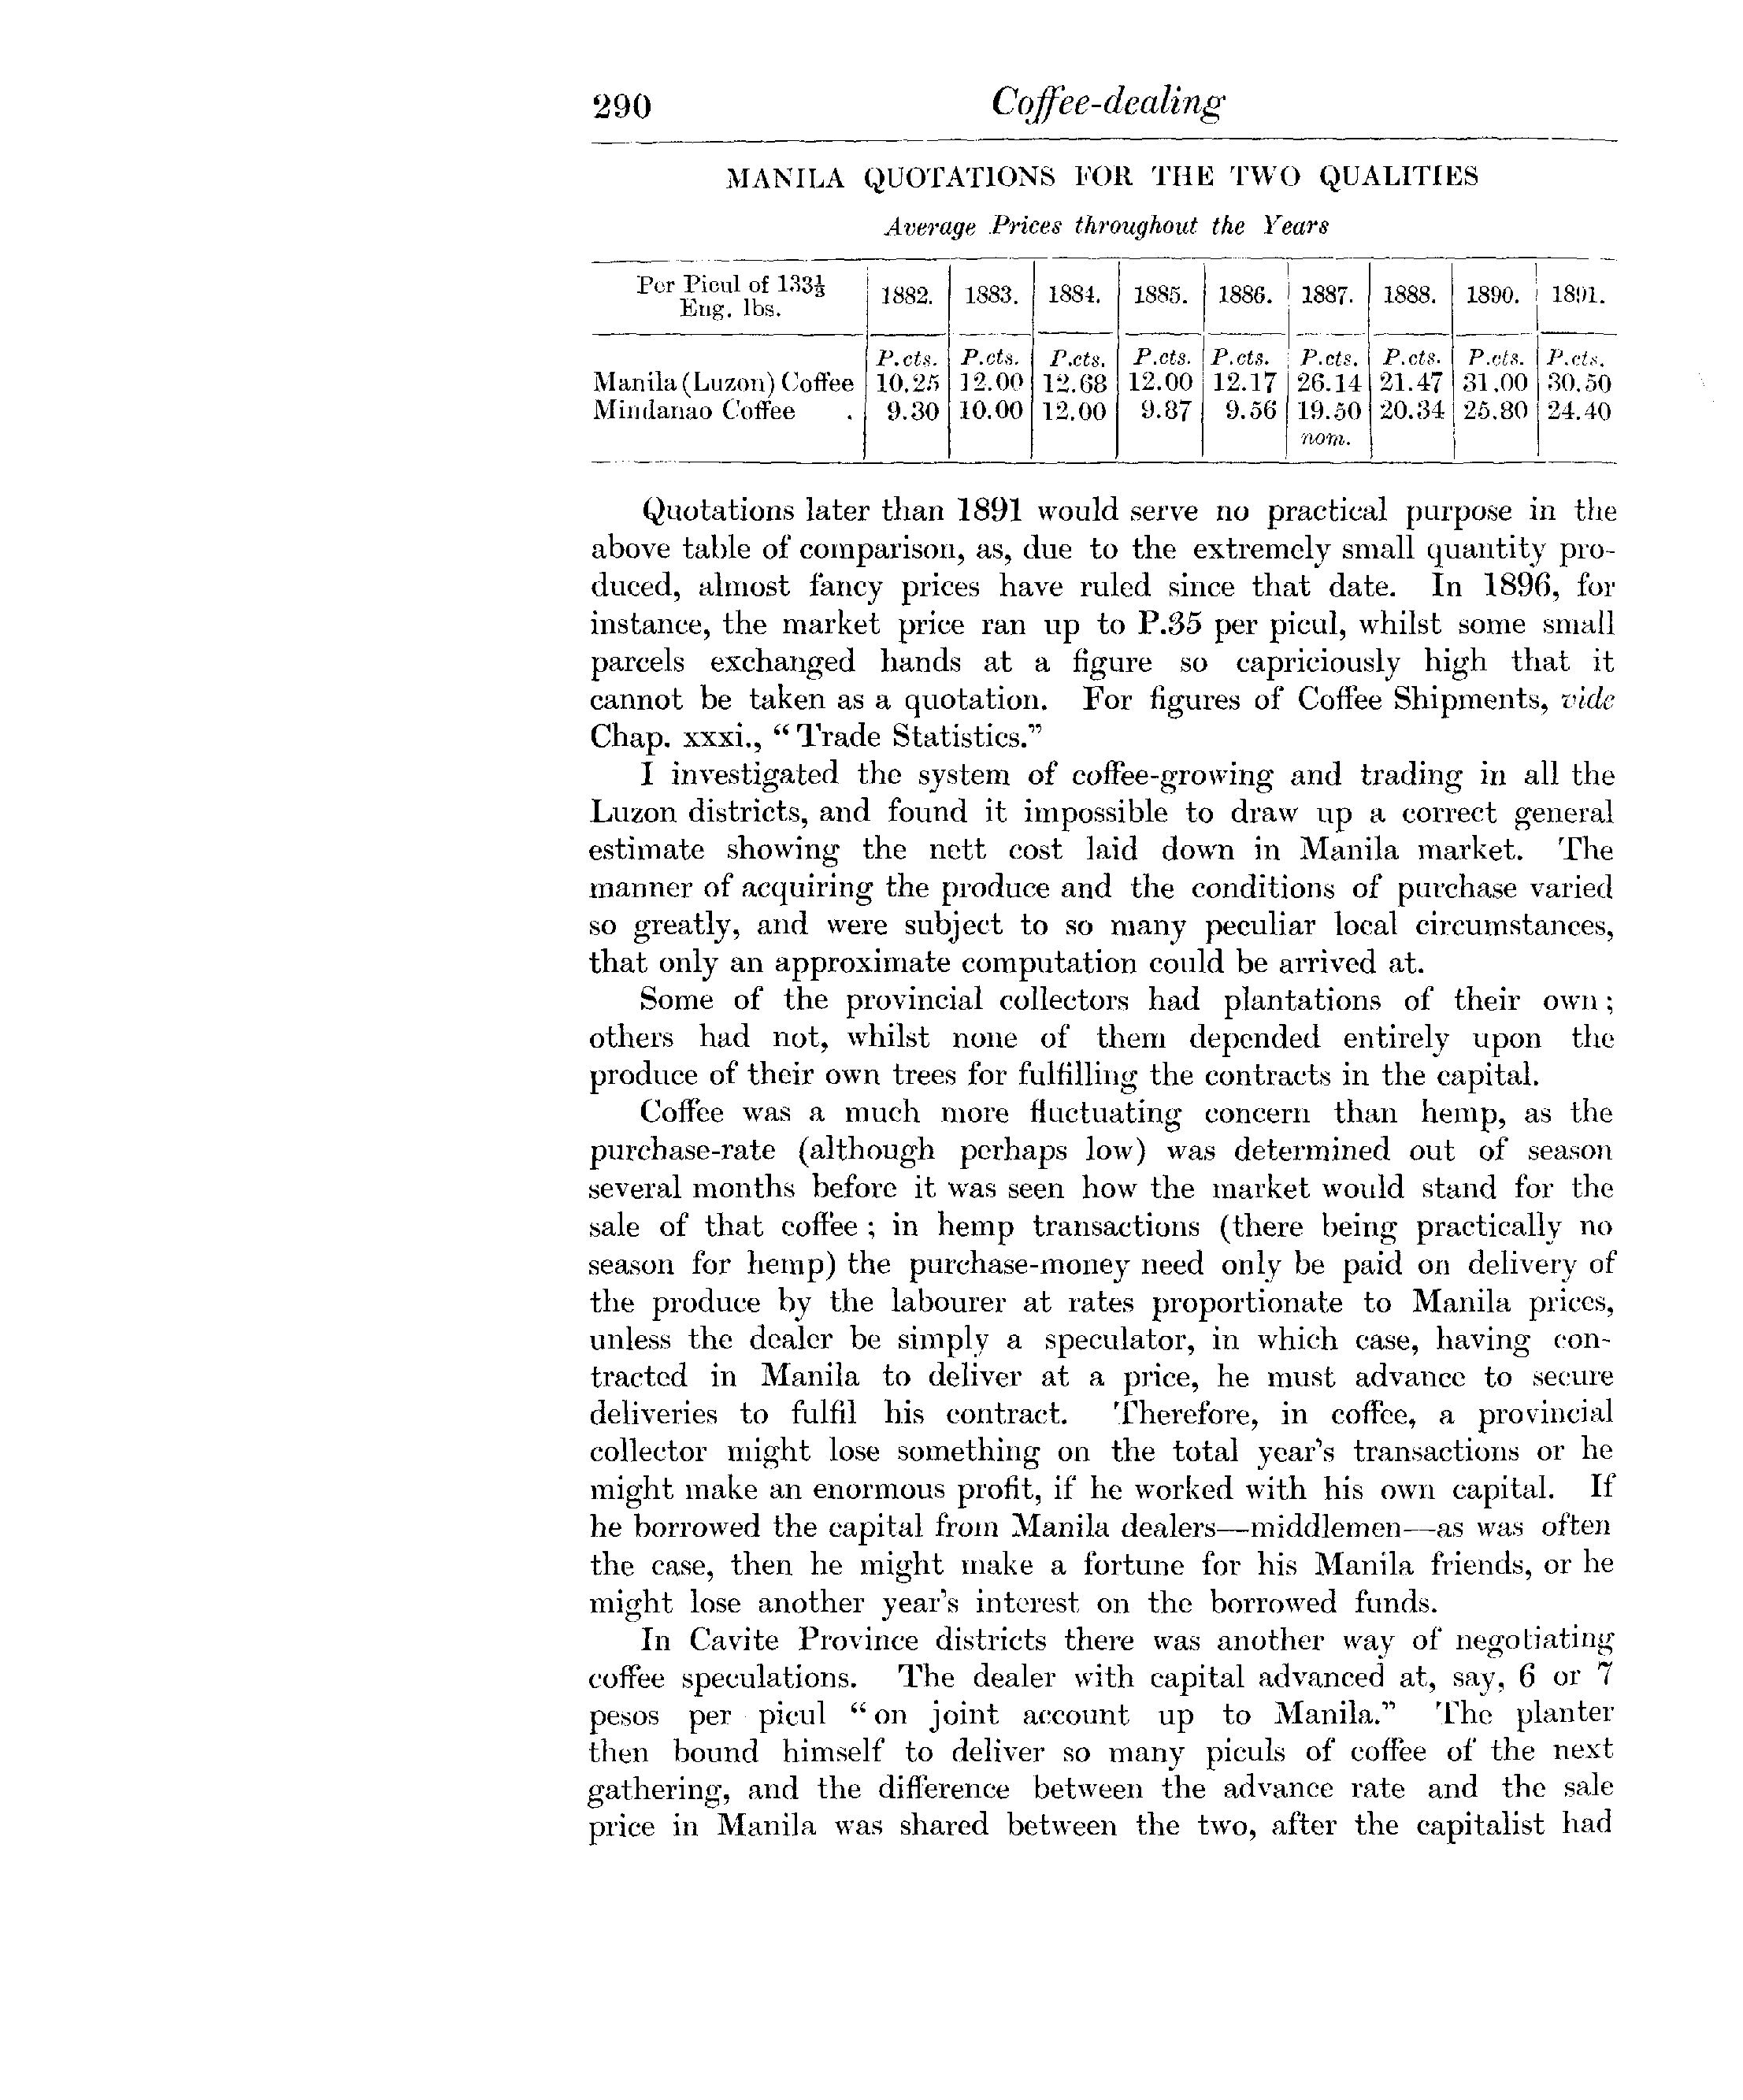 290 Coffee-dealing
MANILA QUOTATIONS FOR THE TWO QUALITIES
Average Prices throughout the Years
Per Picul of 133⅓ Eng. lbs. 1882. 1883. 1884. 1885. 1886. 1887. 1888. 1890. 1891.
P.cts. P.cts. P.cts. P.cts. P.cts. P.cts. P.cts. P.cts. P.cts.
Manila (Luzon) Coffee 10.25 12.00 12.68 12.00 12.17 26.14 21.47 31.00 30.50
Mindanao Coffee . 9.30 10.00 12.00 9.87 9.56 19.50 20.34 25.80 24.40
nom.
Quotations later than 1891 would serve no practical purpose in the
above table of comparison, as, due to the extremely small quantity pro-
duced, almost fancy prices have ruled since that date. In 1896, for
instance, the market price ran up to P.35 per picul, whilst some small
parcels exchanged hands at a figure so capriciously high that it
cannot be taken as a quotation. For figures of Coffee Shipments, vide
Chap. xxxi., "Trade Statistics."
I investigated the system of coffee-growing and trading in all the
Luzon districts, and found it impossible to draw up a correct general
estimate showing the nett cost laid down in Manila market. The
manner of acquiring the produce and the conditions of purchase varied
so greatly, and were subject to so many peculiar local circumstances,
that only an approximate computation could be arrived at.
Some of the provincial collectors had plantations of their own;
others had not, whilst none of them depended entirely upon the
produce of their own trees for fulfilling the contracts in the capital.
Coffee was a much more fluctuating concern than hemp, as the
purchase-rate (although perhaps low) was determined out of season
several months before it was seen how the market would stand for the
sale of that coffee; in hemp transactions (there being practically no
season for hemp) the purchase-money need only be paid on delivery of
the produce by the labourer at rates proportionate to Manila prices,
unless the dealer be simply a speculator, in which case, having con-
tracted in Manila to deliver at a price, he must advance to secure
deliveries to fulfil his contract. Therefore, in coffee, a provincial
collector might lose something on the total year's transactions or he
might make an enormous profit, if he worked with his own capital. If
he borrowed the capital from Manila dealers—middlemen—as was often
the case, then he might make a fortune for his Manila friends, or he
might lose another year's interest on the borrowed funds.
In Cavite Province districts there was another way of negotiating
coffee speculations. The dealer with capital advanced at, say, 6 or 7
pesos per picul "on joint account up to Manila." The planter
then bound himself to deliver so many piculs of coffee of the next
gathering, and the difference between the advance rate and the sale
price in Manila was shared between the two, after the capitalist had